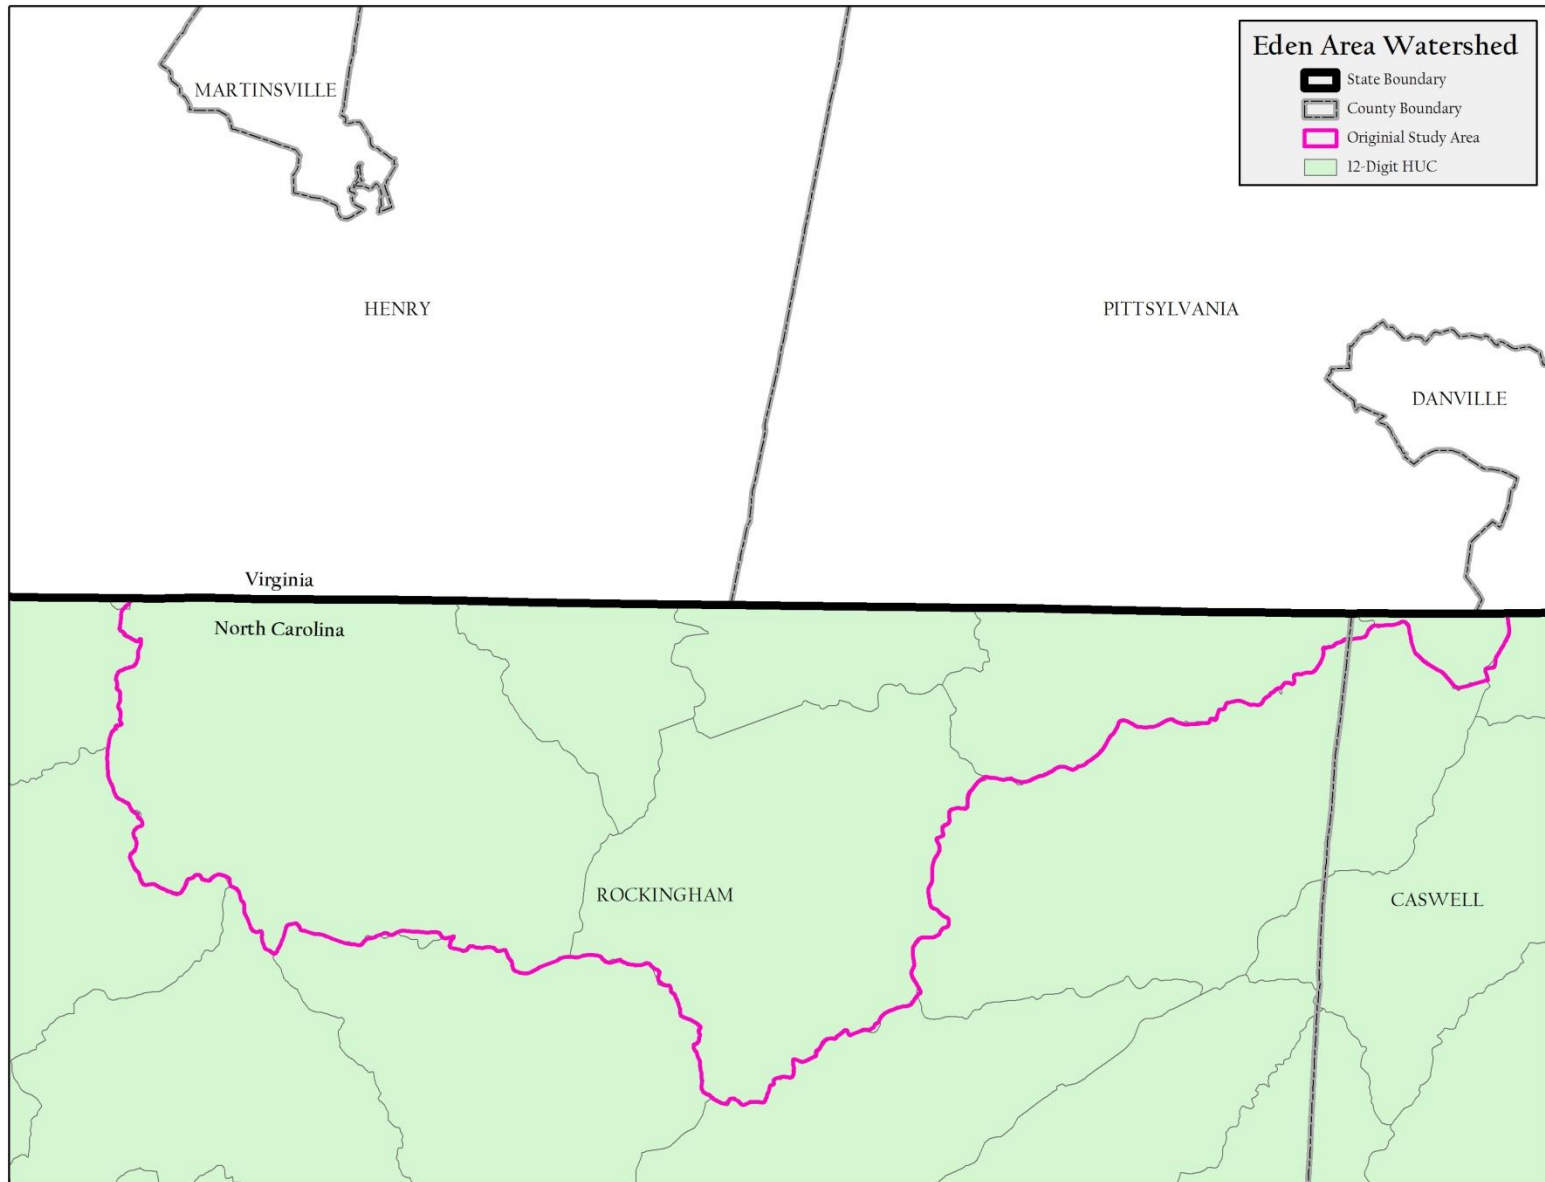 Eden Area Watershed
State Boundary
County Boundary
Originial Study Area
12-Digit HUC
MARTINSVILLE
HENRY
PITTSYLVANIA
DANVILLE
Virginia
North Carolina
ROCKINGHAM
CASWELL